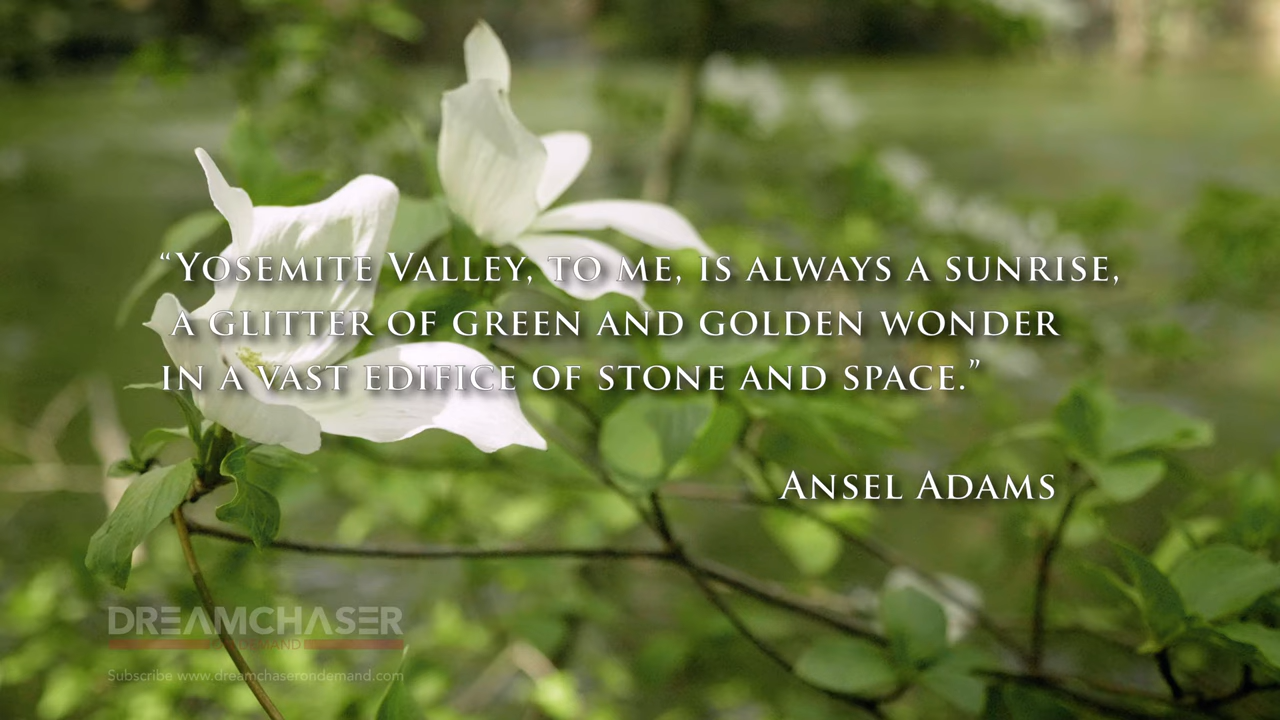 “Yosemite Valley, to me, is always a sunrise,
a glitter of green and golden wonder
in a vast edifice of stone and space.”
Ansel Adams
DREAMCHASER
ONDEMAND
Subscribe www.dreamchaserondemand.com